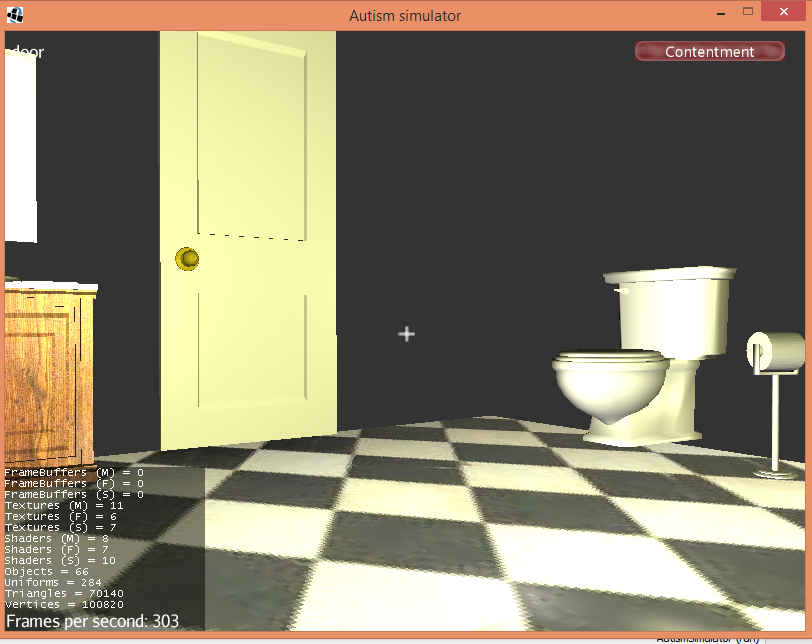 Autism simulator
door
Contentment
FrameBuffers (M) = 0
FrameBuffers (F) = 0
FrameBuffers (S) = 0
Textures (M) = 11
Textures (F) = 6
Textures (S) = 7
Shaders (M) = 8
Shaders (F) = 7
Shaders (S) = 10
Objects = 66
Uniforms = 284
Triangles = 70140
Vertices = 100820
Frames per second: 303
AutismSimulator (run)